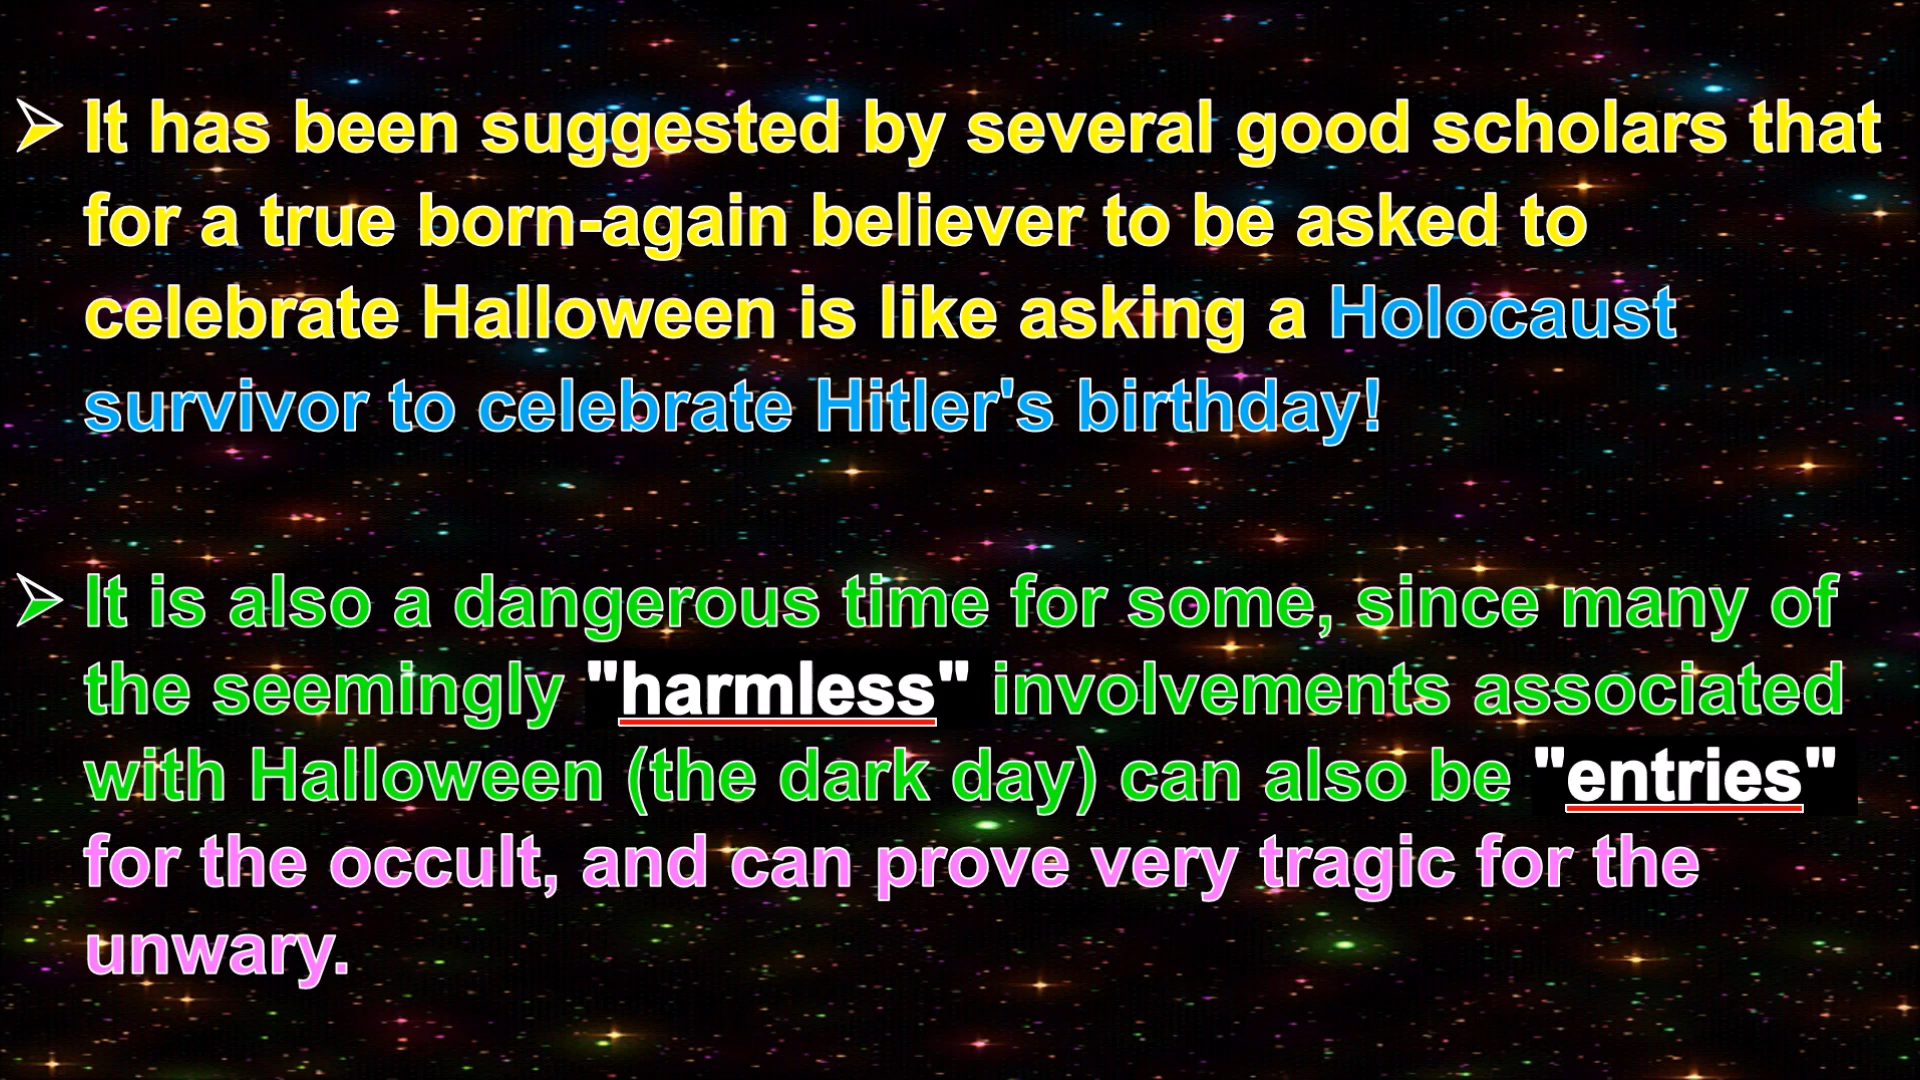 ➢ It has been suggested by several good scholars that
for a true born-again believer to be asked to
celebrate Halloween is like asking a Holocaust
survivor to celebrate Hitler's birthday!
➢ It is also a dangerous time for some, since many of
the seemingly "harmless" involvements associated
with Halloween (the dark day) can also be "entries"
for the occult, and can prove very tragic for the
unwary.